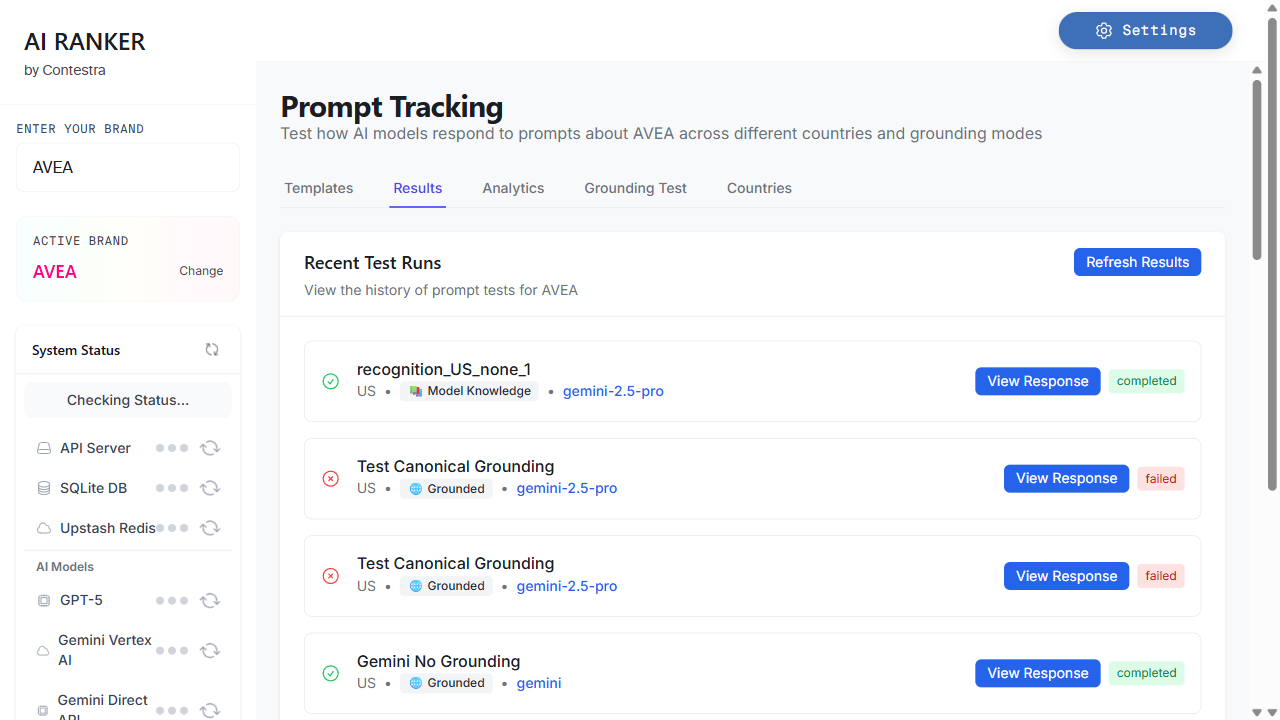 AI RANKER
by Contestra
Settings
ENTER YOUR BRAND
AVEA
ACTIVE BRAND
AVEA
Change
System Status
Checking Status...
API Server
SQLite DB
Upstash Redis
AI Models
GPT-5
Gemini Vertex
AI
Gemini Direct
API
Prompt Tracking
Test how AI models respond to prompts about AVEA across different countries and grounding modes
Templates
Results
Analytics
Grounding Test
Countries
Recent Test Runs
Refresh Results
View the history of prompt tests for AVEA
recognition_US_none_1
US • Model Knowledge • gemini-2.5-pro
View Response
completed
Test Canonical Grounding
US • Grounded • gemini-2.5-pro
View Response
failed
Test Canonical Grounding
US • Grounded • gemini-2.5-pro
View Response
failed
Gemini No Grounding
US • Grounded • gemini
View Response
completed